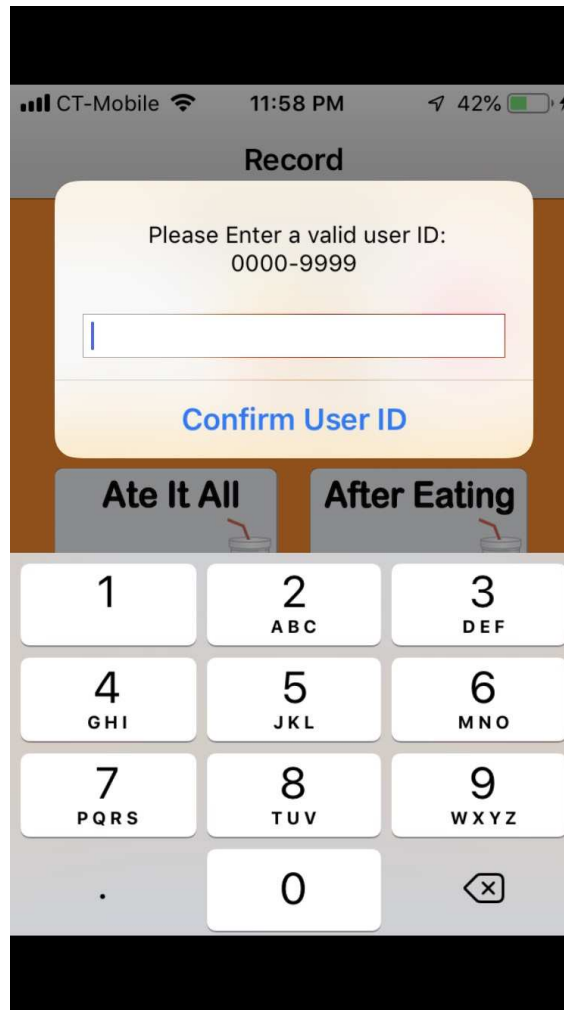 CT-Mobile 11:58 PM 42%
Record
Please Enter a valid user ID:
0000-9999
Confirm User ID
Ate It All After Eating
1 2 3
ABC DEF
4 5 6
GHI JKL MNO
7 8 9
PQRS TUV WXYZ
. 0